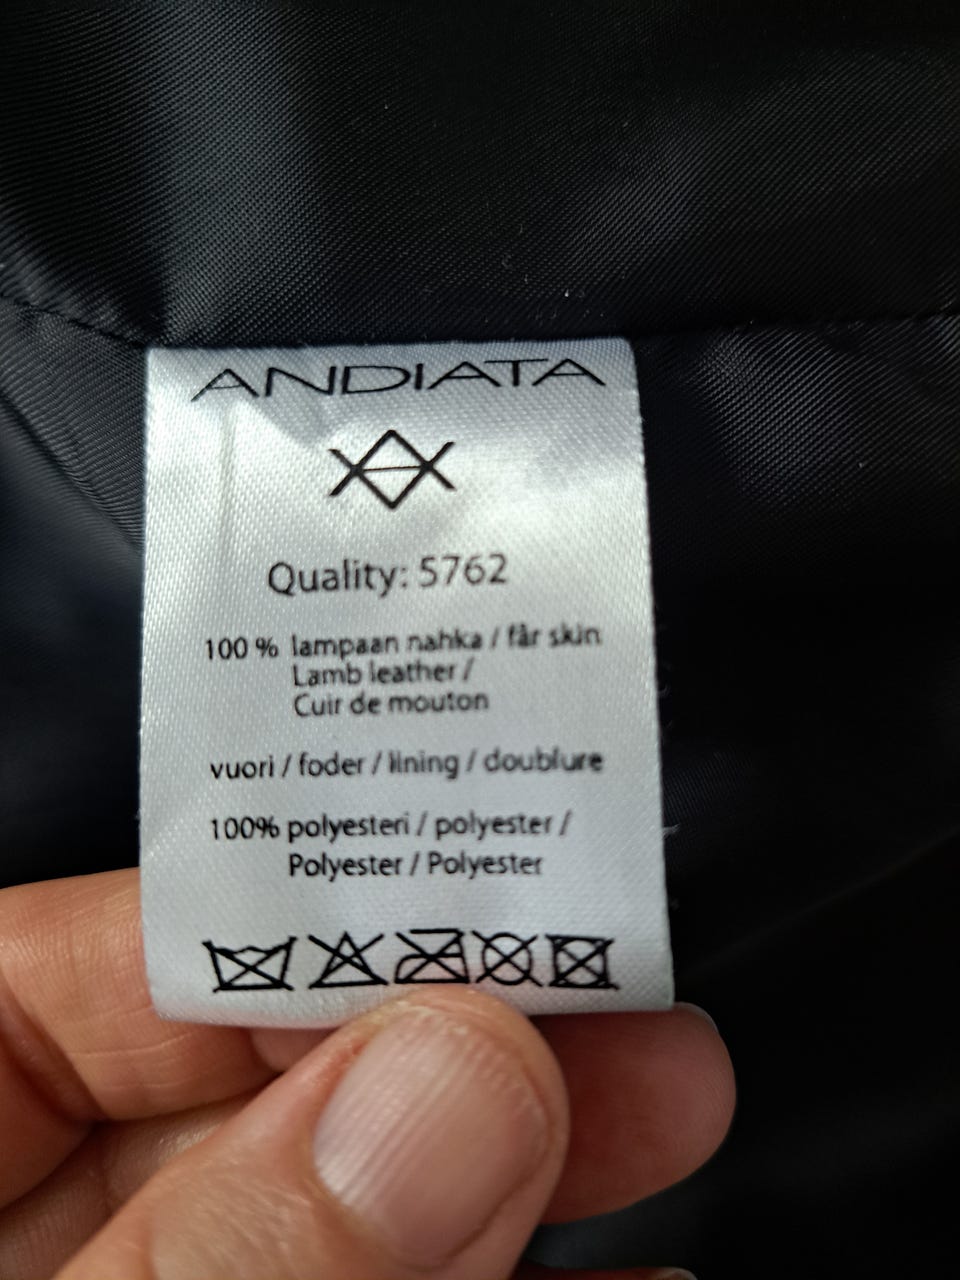 ANDIATA
Quality: 5762
100 % lampaan nahka / får skin
Lamb leather /
Cuir de mouton
vuori / foder / lining / doublure
100% polyesteri / polyester /
Polyester / Polyester